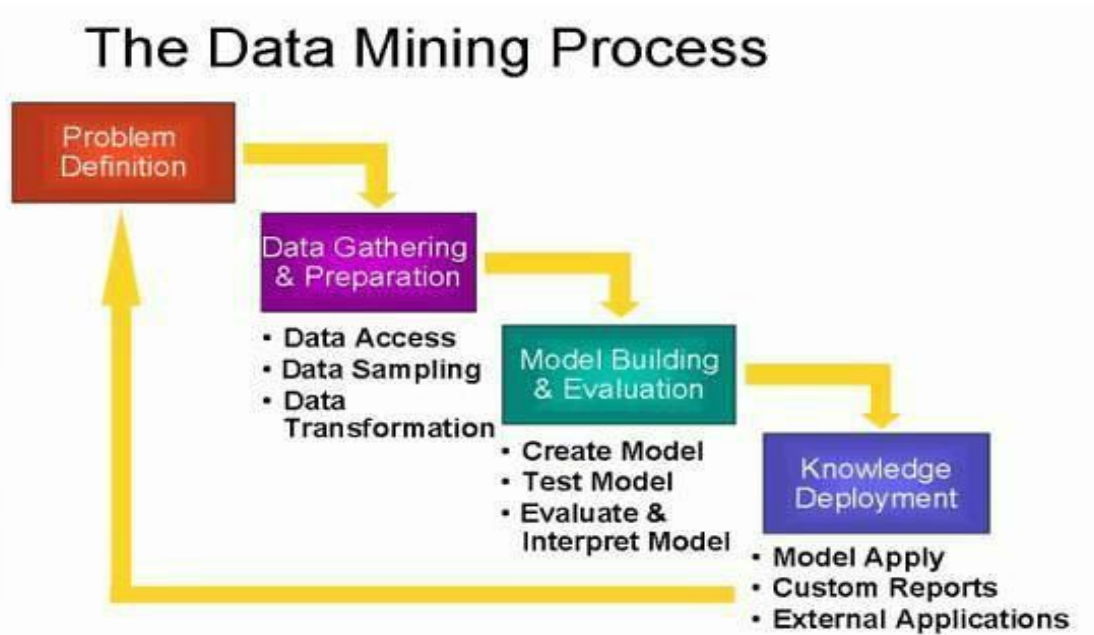 The Data Mining Process
Problem
Definition
Data Gathering
& Preparation
• Data Access
• Data Sampling
• Data
Transformation
Model Building
& Evaluation
• Create Model
• Test Model
• Evaluate &
Interpret Model
Knowledge
Deployment
• Model Apply
• Custom Reports
• External Applications